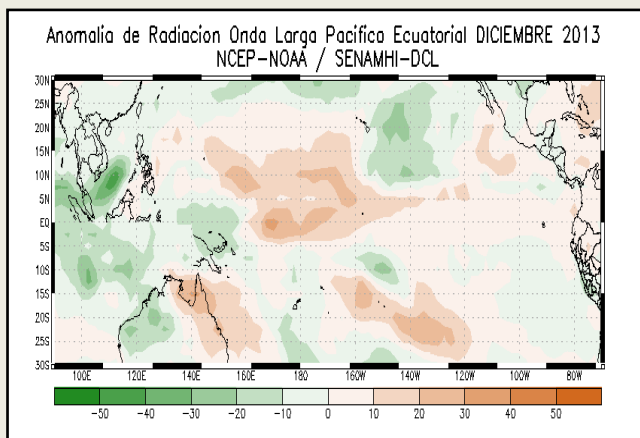 Anomalia de Radiacion Onda Larga Pacifico Ecuatorial DICIEMBRE 2013
NCEP-NOAA / SENAMHI-DCL
30N
25N
20N
15N
10N
5N
EQ
5S
10S
15S
20S
25S
30S
100E 120E 140E 160E 180 160W 140W 120W 100W 80W
-50 -40 -30 -20 -10 0 10 20 30 40 50